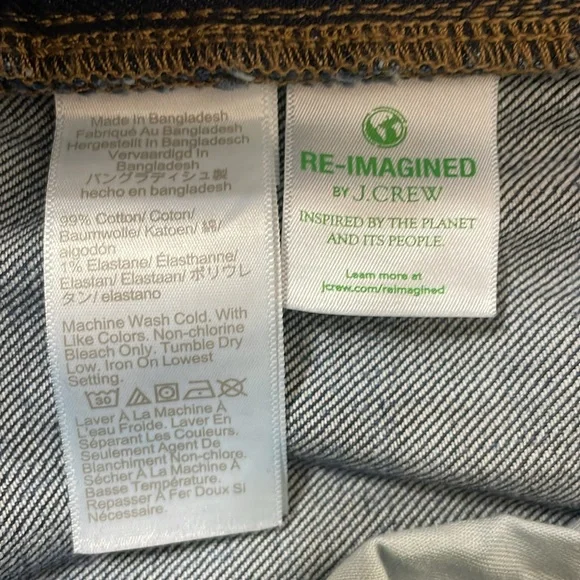 Made In Bangladesh
Fabriqué Au Bangladesh
Hergestellt In Bangladesch
Vervaardigd In
Bangladesh
バングラディシュ製
hecho en bangladesh
99% Cotton/ Coton/
Baumwolle/ Katoen/ 綿/
algodón
1% Elastane/ Élasthanne/
Elastan/ Elastaan/ ポリウレ
タン/ elastano
Machine Wash Cold. With
Like Colors. Non-chlorine
Bleach Only. Tumble Dry
Low. Iron On Lowest
Setting.
30
Laver À La Machine À
L'eau Froide. Laver En
Séparant Les Couleurs.
Seulement Agent De
Blanchiment Non-chlore.
Sécher À La Machine À
Basse Température.
Repasser À Fer Doux Si
Nécessaire.
RE-IMAGINED
BY J.CREW
INSPIRED BY THE PLANET
AND ITS PEOPLE.
Learn more at
jcrew.com/reimagined